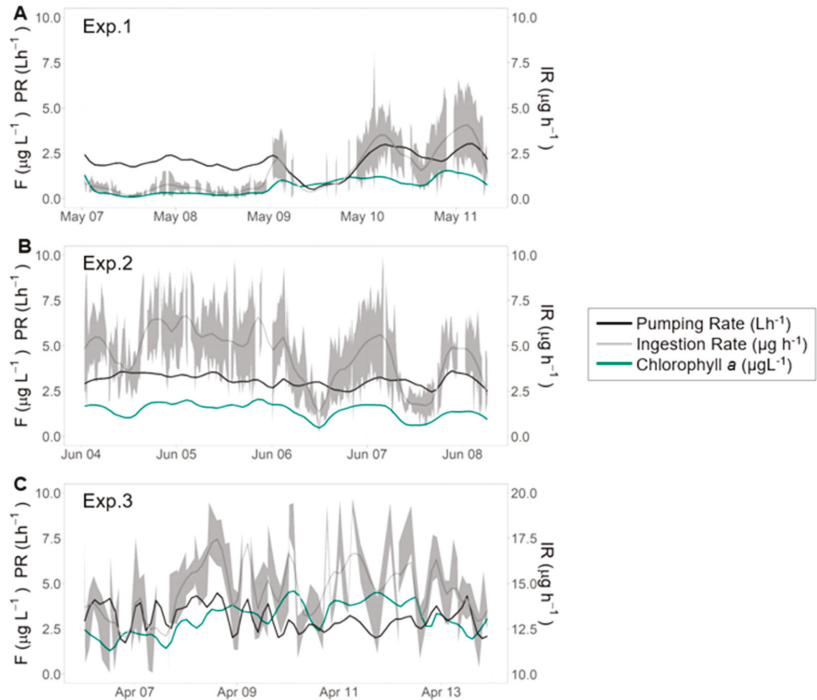 A
Exp.1
F (µg L⁻¹) PR (Lh⁻¹)
10.0
7.5
5.0
2.5
0.0
10.0
7.5
5.0
2.5
0.0
IR (µg h⁻¹)
May 07 May 08 May 09 May 10 May 11
B
Exp.2
F (µg L⁻¹) PR (Lh⁻¹)
10.0
7.5
5.0
2.5
0.0
10.0
7.5
5.0
2.5
0.0
IR (µg h⁻¹)
Jun 04 Jun 05 Jun 06 Jun 07 Jun 08
Pumping Rate (Lh⁻¹)
Ingestion Rate (µg h⁻¹)
Chlorophyll a (µgL⁻¹)
C
Exp.3
F (µg L⁻¹) PR (Lh⁻¹)
10.0
7.5
5.0
2.5
0.0
20.0
17.5
15.0
12.5
10.0
IR (µg h⁻¹)
Apr 07 Apr 09 Apr 11 Apr 13